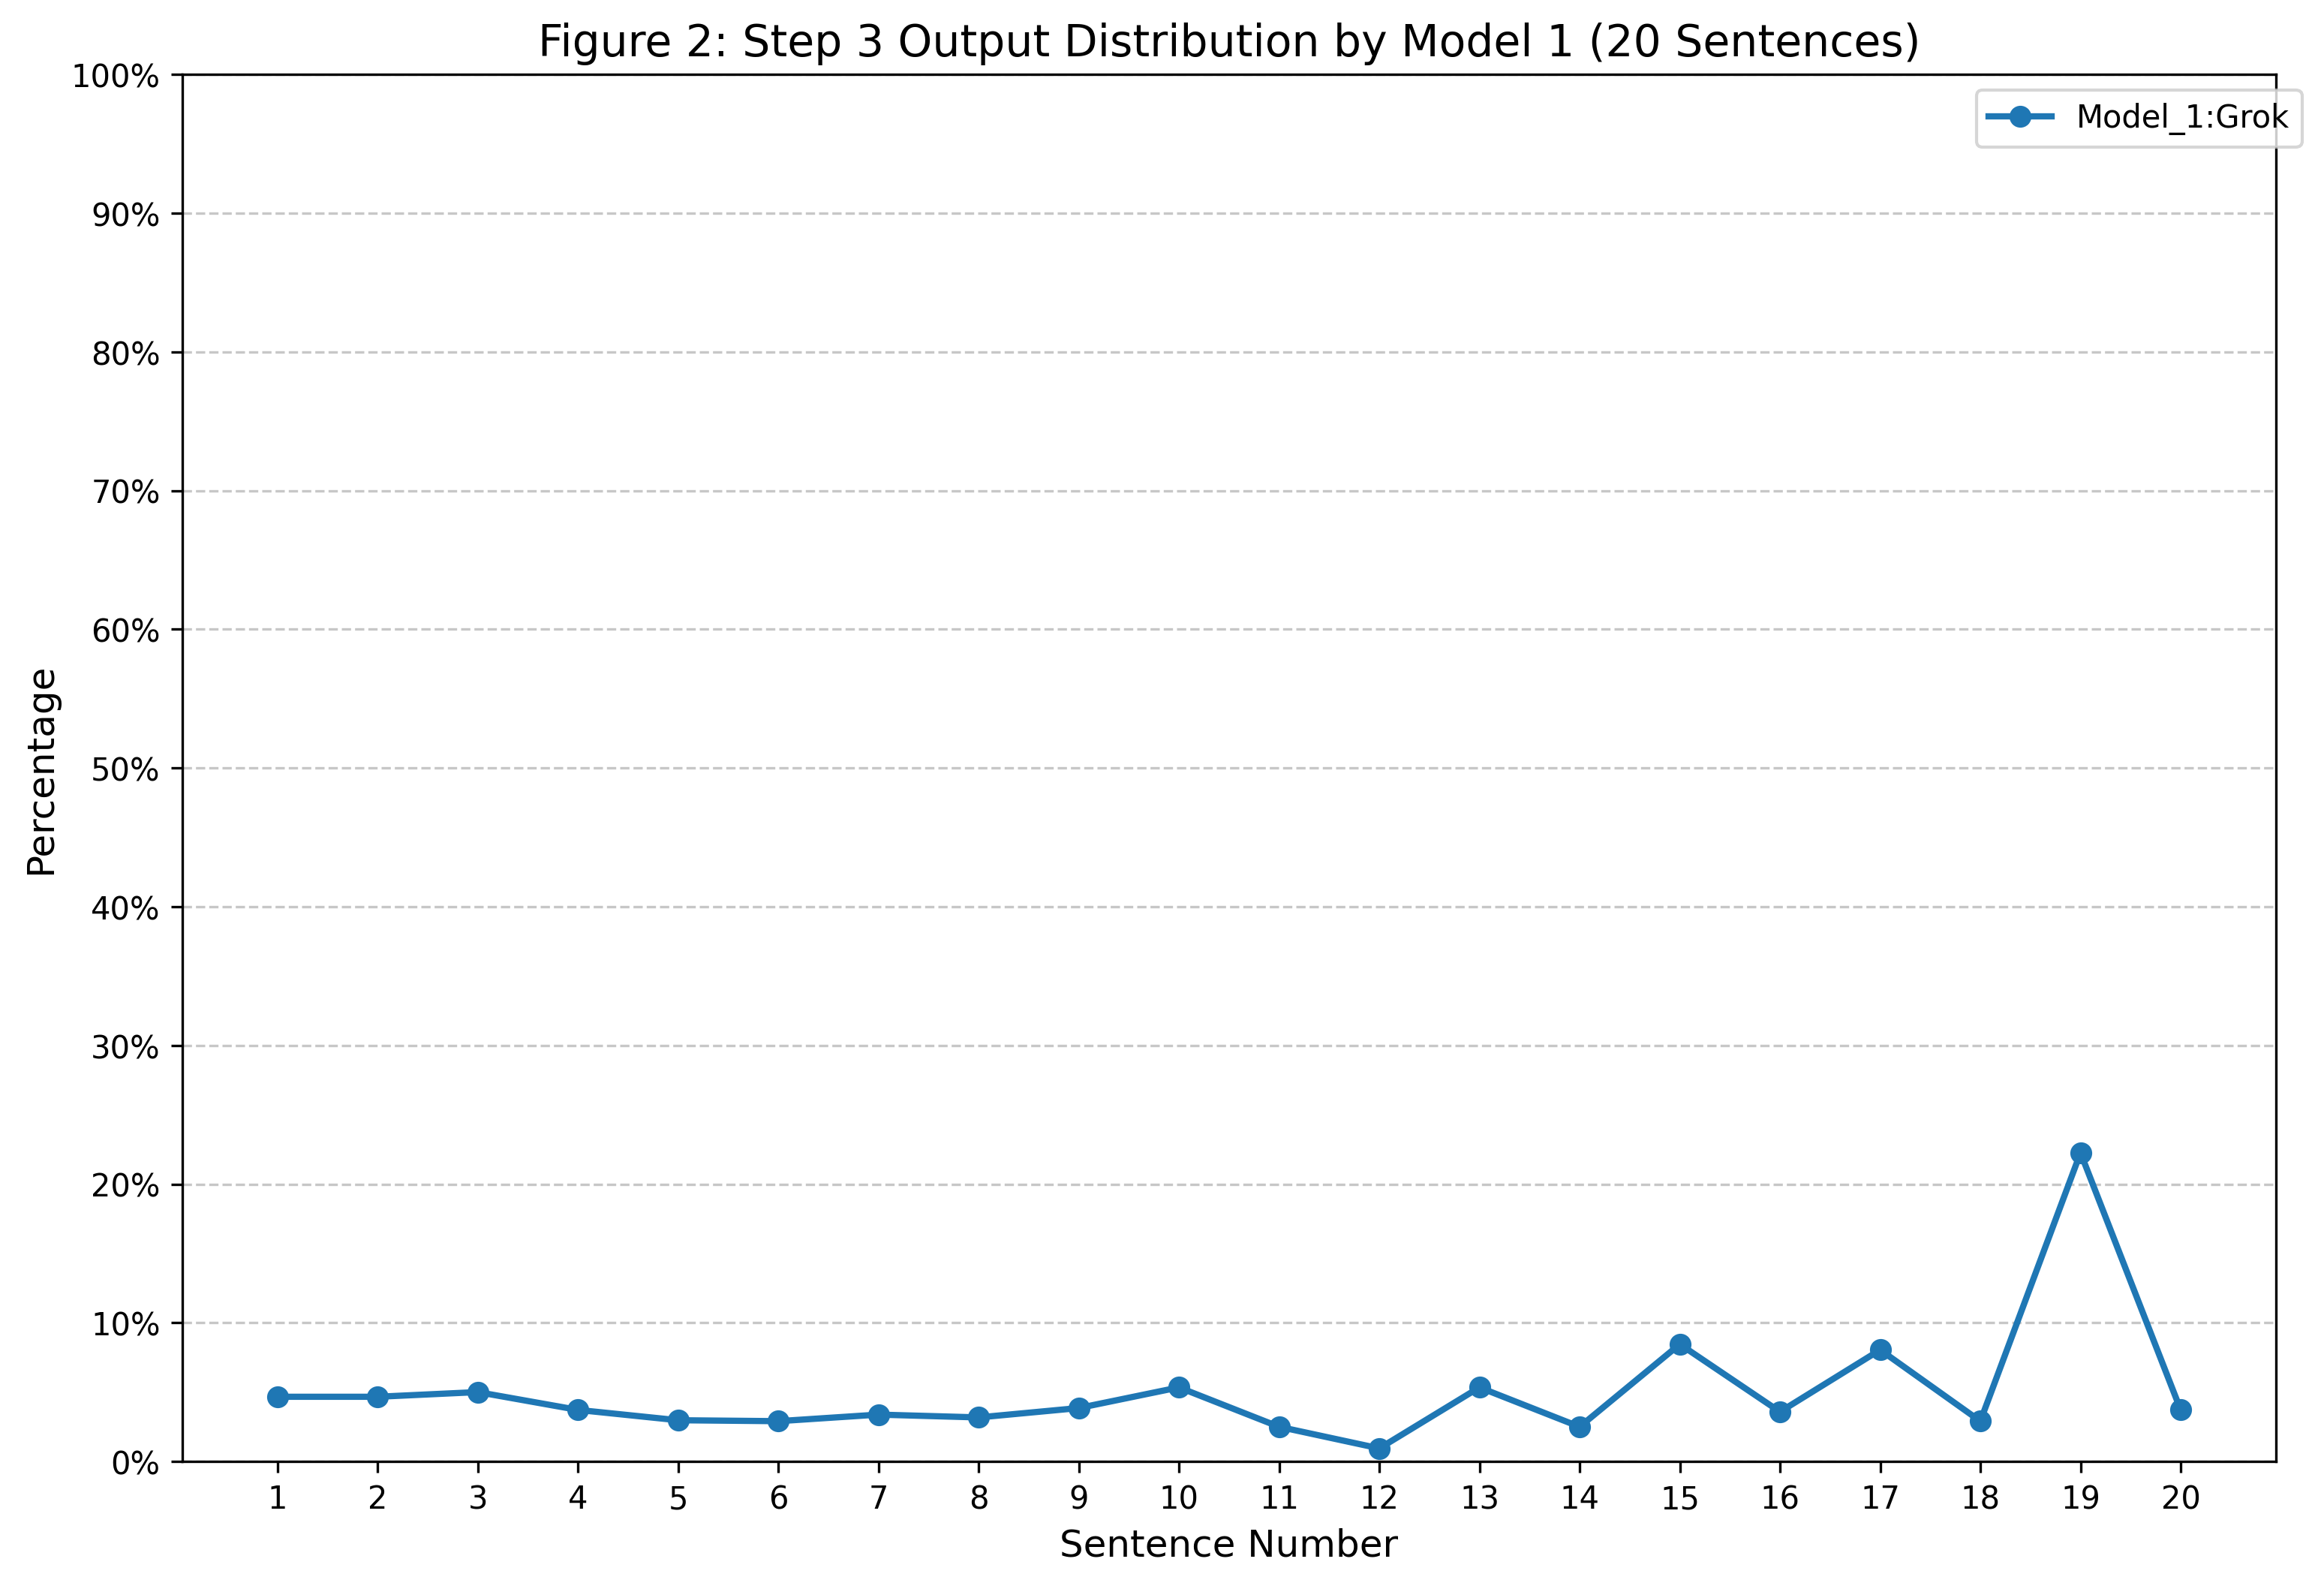 Figure 2: Step 3 Output Distribution by Model 1 (20 Sentences)
100%
Model_1:Grok
90%
80%
70%
60%
50%
40%
30%
20%
10%
0%
Percentage
1 2 3 4 5 6 7 8 9 10 11 12 13 14 15 16 17 18 19 20
Sentence Number